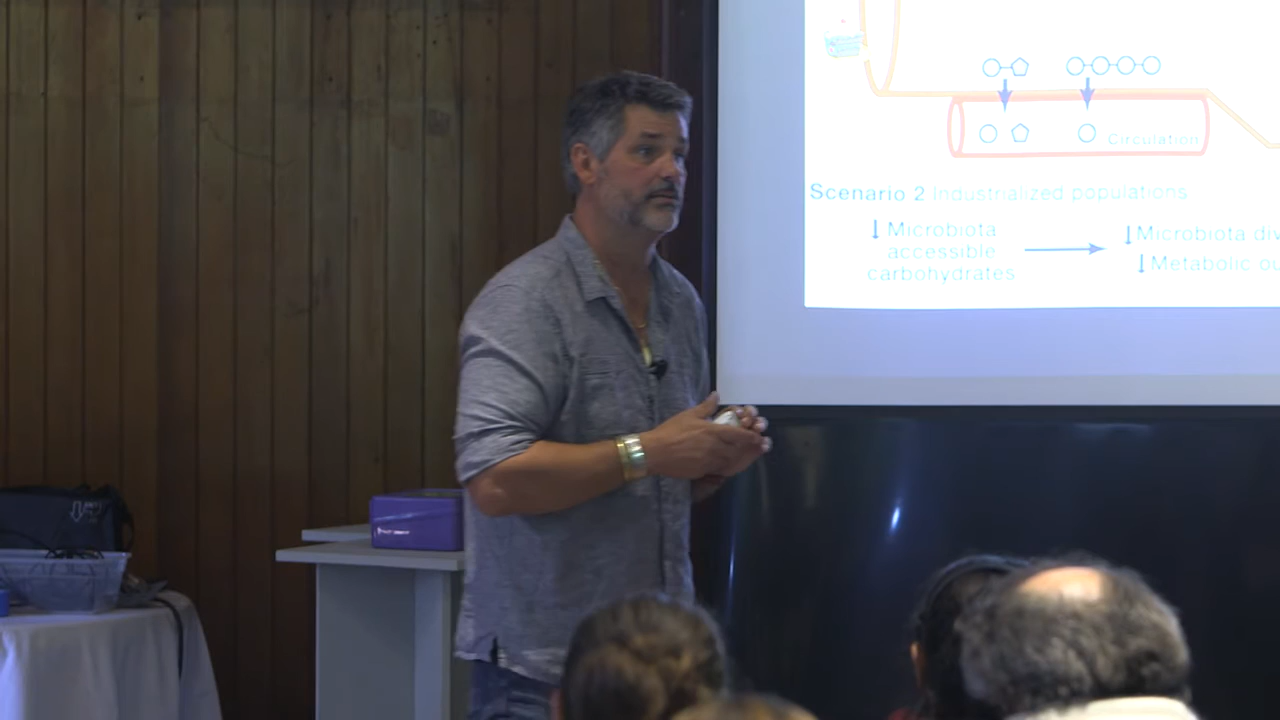 Circulation
Scenario 2 Industrialized populations
↓ Microbiota
accessible
carbohydrates
↓ Microbiota div
↓ Metabolic ou